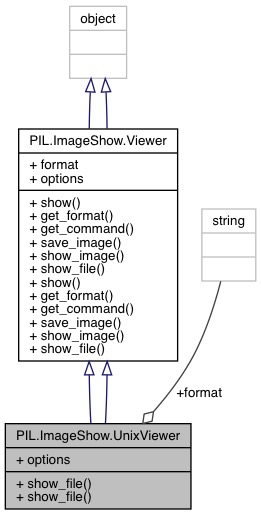 object
PIL.ImageShow.Viewer
+ format
+ options
+ show()
+ get_format()
+ get_command()
+ save_image()
+ show_image()
+ show_file()
+ show()
+ get_format()
+ get_command()
+ save_image()
+ show_image()
+ show_file()
string
+format
PIL.ImageShow.UnixViewer
+ options
+ show_file()
+ show_file()